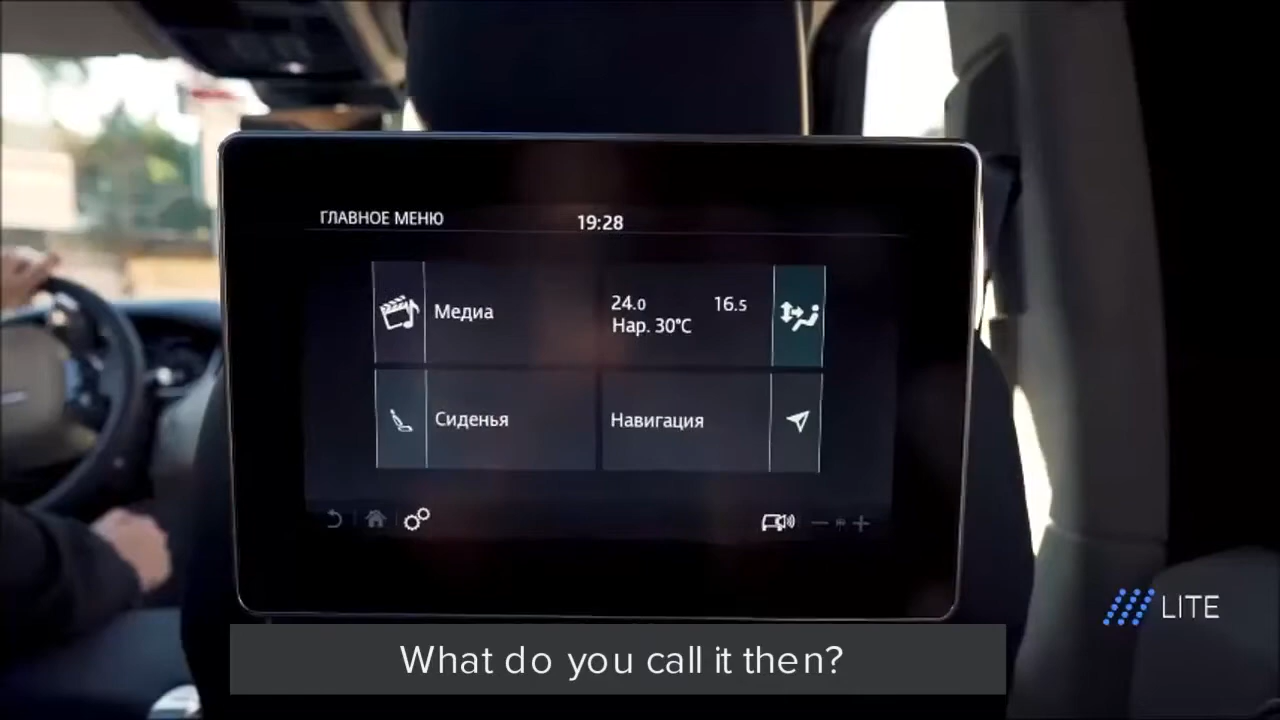 ГЛАВНОЕ МЕНЮ
19:28
Медиа
24.0 16.5
Нар. 30°C
Сиденья
Навигация
LITE
What do you call it then?